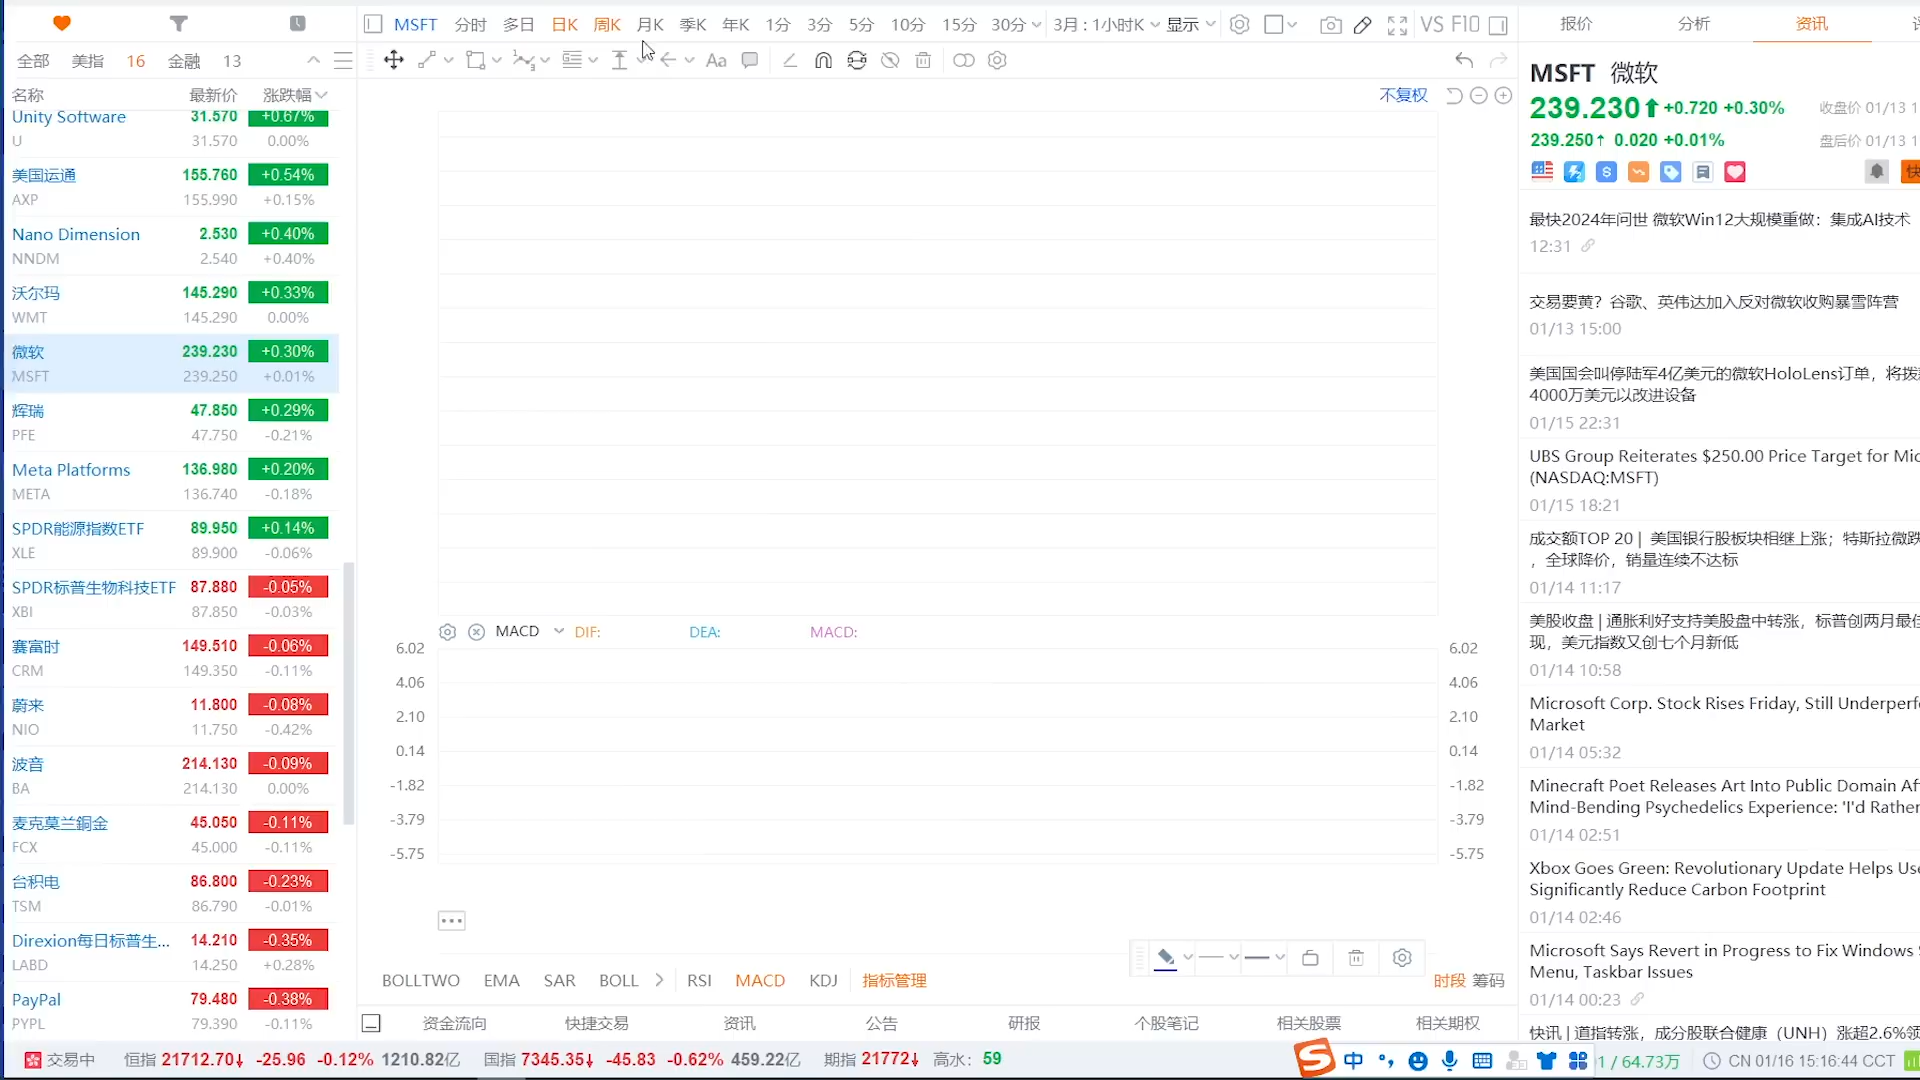 MSFT 分时 多日 日K 周K 月K 季K 年K 1分 3分 5分 10分 15分 30分 3月 : 1小时K 显示 VS F10
报价 分析 资讯
全部 美指 16 金融 13
Aa
名称 最新价 涨跌幅
不复权
Unity Software 31.570 +0.67%
U 31.570 0.00%
美国运通 155.760 +0.54%
AXP 155.990 +0.15%
Nano Dimension 2.530 +0.40%
NNDM 2.540 +0.40%
沃尔玛 145.290 +0.33%
WMT 145.290 0.00%
微软 239.230 +0.30%
MSFT 239.250 +0.01%
辉瑞 47.850 +0.29%
PFE 47.750 -0.21%
Meta Platforms 136.980 +0.20%
META 136.740 -0.18%
SPDR能源指数ETF 89.950 +0.14%
XLE 89.900 -0.06%
SPDR标普生物科技ETF 87.880 -0.05%
XBI 87.850 -0.03%
赛富时 149.510 -0.06%
CRM 149.350 -0.11%
蔚来 11.800 -0.08%
NIO 11.750 -0.42%
波音 214.130 -0.09%
BA 214.130 0.00%
麦克莫兰銅金 45.050 -0.11%
FCX 45.000 -0.11%
台积电 86.800 -0.23%
TSM 86.790 -0.01%
Direxion每日标普生... 14.210 -0.35%
LABD 14.250 +0.28%
PayPal 79.480 -0.38%
PYPL 79.390 -0.11%
MACD DIF: DEA: MACD:
6.02 6.02
4.06 4.06
2.10 2.10
0.14 0.14
-1.82 -1.82
-3.79 -3.79
-5.75 -5.75
BOLLTWO EMA SAR BOLL RSI MACD KDJ 指标管理 时段 筹码
资金流向 快捷交易 资讯 公告 研报 个股笔记 相关股票 相关期权
MSFT 微软
239.230 +0.720 +0.30% 收盘价 01/13 1
239.250↑ 0.020 +0.01% 盘后价 01/13 1
快
最快2024年问世 微软Win12大规模重做：集成AI技术
12:31
交易要黄？谷歌、英伟达加入反对微软收购暴雪阵营
01/13 15:00
美国国会叫停陆军4亿美元的微软HoloLens订单，将拨
4000万美元以改进设备
01/15 22:31
UBS Group Reiterates $250.00 Price Target for Mic
(NASDAQ:MSFT)
01/15 18:21
成交额TOP 20 | 美国银行股板块相继上涨；特斯拉微跌
，全球降价，销量连续不达标
01/14 11:17
美股收盘 | 通胀利好支持美股盘中转涨，标普创两月最佳
现，美元指数又创七个月新低
01/14 10:58
Microsoft Corp. Stock Rises Friday, Still Underperfo
Market
01/14 05:32
Minecraft Poet Releases Art Into Public Domain Af
Mind-Bending Psychedelics Experience: 'I'd Rather
01/14 02:51
Xbox Goes Green: Revolutionary Update Helps Use
Significantly Reduce Carbon Footprint
01/14 02:46
Microsoft Says Revert in Progress to Fix Windows S
Menu, Taskbar Issues
01/14 00:23
快讯 | 道指转涨，成分股联合健康（UNH）涨超2.6%领
交易中 恒指 21712.70↓ -25.96 -0.12% 1210.82亿 国指 7345.35↓ -45.83 -0.62% 459.22亿 期指 21772↓ 高水: 59
S 中 1 / 64.73万 CN 01/16 15:16:44 CCT